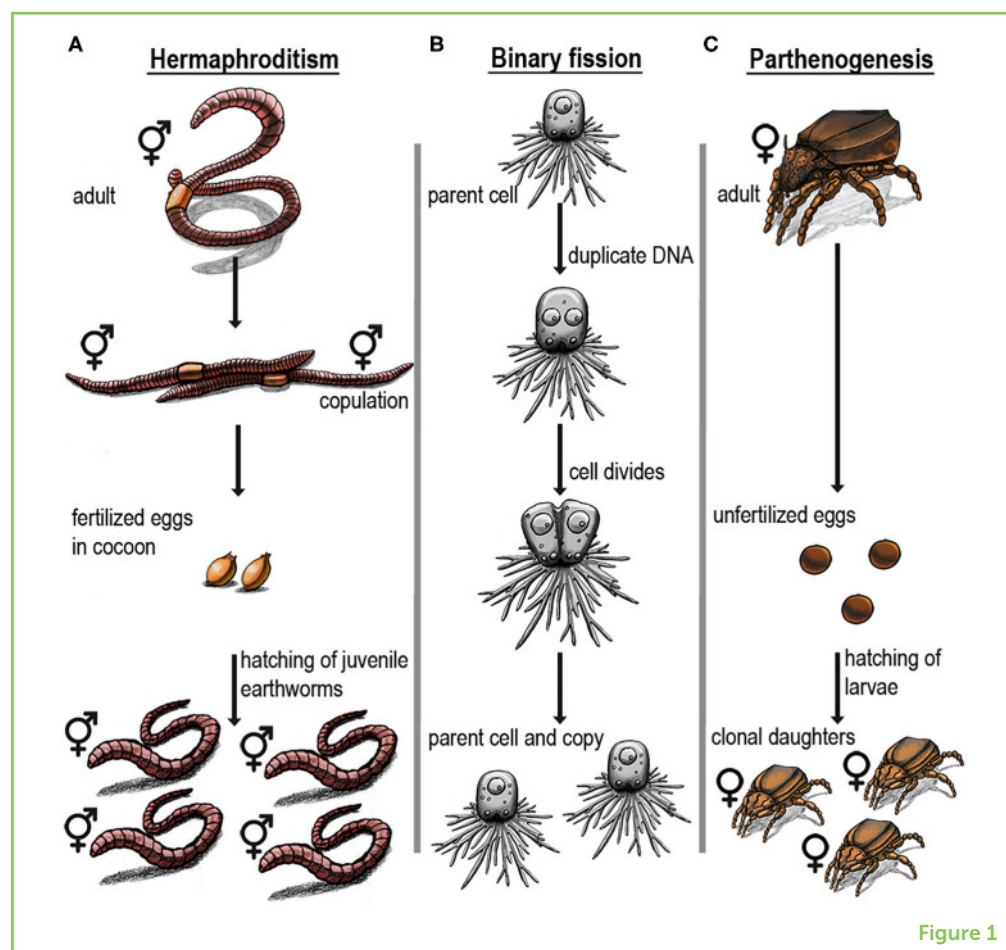 A
Hermaphroditism
adult
copulation
fertilized eggs
in cocoon
hatching of juvenile
earthworms
B
Binary fission
parent cell
duplicate DNA
cell divides
parent cell and copy
C
Parthenogenesis
adult
unfertilized eggs
hatching of
larvae
clonal daughters
Figure 1